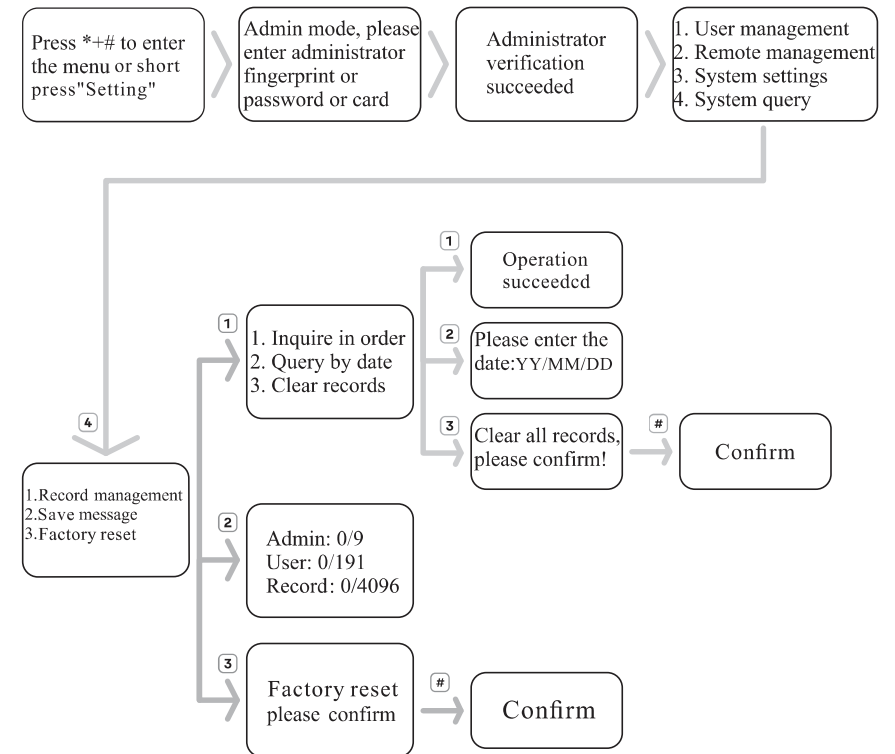 Press *+# to enter
the menu or short
press"Setting"
Admin mode, please
enter administrator
fingerprint or
password or card
Administrator
verification
succeeded
1. User management
2. Remote management
3. System settings
4. System query
4
1.Record management
2.Save message
3.Factory reset
1
1. Inquire in order
2. Query by date
3. Clear records
1
Operation
succeedcd
2
Please enter the
date:YY/MM/DD
3
Clear all records,
please confirm!
#
Confirm
2
Admin: 0/9
User: 0/191
Record: 0/4096
3
Factory reset
please confirm
#
Confirm